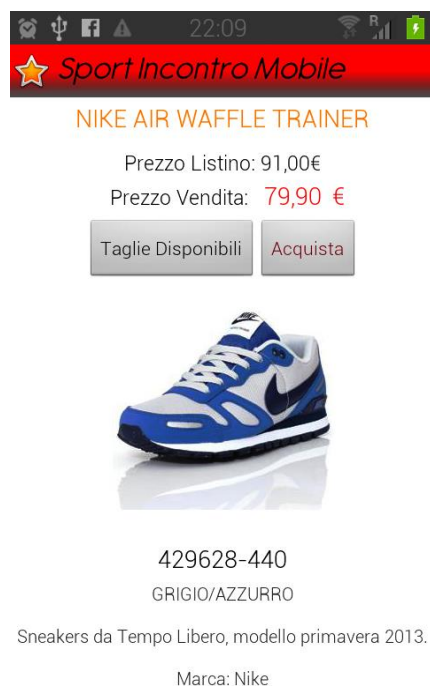 22:09
R
Sport Incontro Mobile
NIKE AIR WAFFLE TRAINER
Prezzo Listino: 91,00€
Prezzo Vendita: 79,90 €
Taglie Disponibili Acquista
NIKE
429628-440
GRIGIO/AZZURRO
Sneakers da Tempo Libero, modello primavera 2013.
Marca: Nike